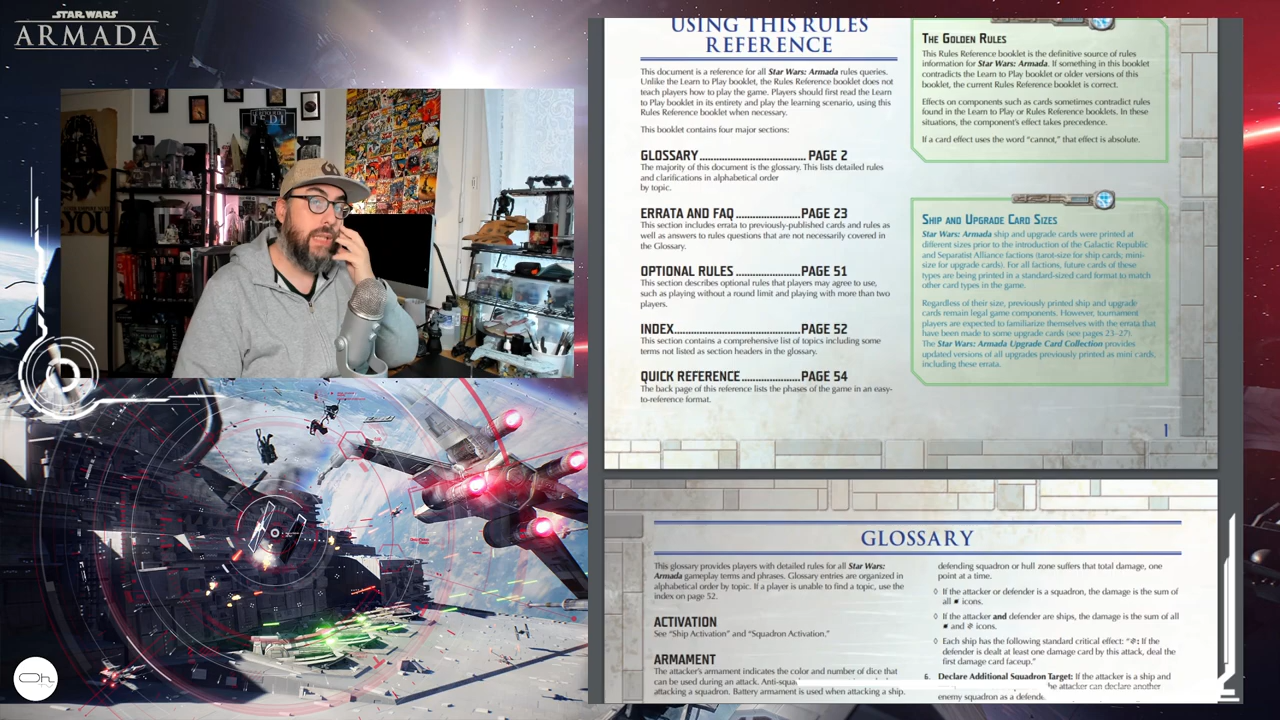 STAR WARS
ARMADA
USING THIS RULES
REFERENCE
This document is a reference for all Star Wars: Armada rules queries.
Unlike the Learn to Play booklet, the Rules Reference booklet does not
teach players how to play the game. Players should first read the Learn
to Play booklet in its entirety and play the learning scenario, using this
Rules Reference booklet when necessary.
This booklet contains four major sections:
GLOSSARY.................................. PAGE 2
The majority of this document is the glossary. This lists detailed rules
and clarifications in alphabetical order
by topic.
ERRATA AND FAQ.....................PAGE 23
This section includes errata to previously-published cards and rules as
well as answers to rules questions that are not necessarily covered in
the Glossary.
OPTIONAL RULES ....................PAGE 51
This section describes optional rules that players may agree to use,
such as playing without a round limit and playing with more than two
players.
INDEX........................................PAGE 52
This section contains a comprehensive list of topics including some
terms not listed as section headers in the glossary.
QUICK REFERENCE...................PAGE 54
The back page of this reference lists the phases of the game in an easy-
to-reference format.
THE GOLDEN RULES
This Rules Reference booklet is the definitive source of rules
information for Star Wars: Armada. If something in this booklet
contradicts the Learn to Play booklet or older versions of this
booklet, the current Rules Reference booklet is correct.
Effects on components such as cards sometimes contradict rules
found in the Learn to Play or Rules Reference booklets. In these
situations, the component's effect takes precedence.
If a card effect uses the word "cannot," that effect is absolute.
SHIP AND UPGRADE CARD SIZES
Star Wars: Armada ship and upgrade cards were printed at
different sizes prior to the introduction of the Galactic Republic
and Separatist Alliance factions (tarot-size for ship cards, mini-
size for upgrade cards). For all factions, future cards of these
types are being printed in a standard-sized card format to match
other card types in the game.
Regardless of their size, previously printed ship and upgrade
cards remain legal game components. However, tournament
players are expected to familiarize themselves with the errata that
have been made to some upgrade cards (see pages 23–27).
The Star Wars: Armada Upgrade Card Collection provides
updated versions of all upgrades previously printed as mini cards,
including these errata.
1
GLOSSARY
This glossary provides players with detailed rules for all Star Wars:
Armada gameplay terms and phrases. Glossary entries are organized in
alphabetical order by topic. If a player is unable to find a topic, use the
index on page 52.
ACTIVATION
See "Ship Activation" and "Squadron Activation."
ARMAMENT
The attacker's armament indicates the color and number of dice that
can be used during an attack. Anti-squa
attacking a squadron. Battery armament is used when attacking a ship.
defending squadron or hull zone suffers that total damage, one
point at a time.
◊ If the attacker or defender is a squadron, the damage is the sum of
all icons.
◊ If the attacker and defender are ships, the damage is the sum of all
and icons.
◊ Each ship has the following standard critical effect: ": If the
defender is dealt at least one damage card by this attack, deal the
first damage card faceup."
6. Declare Additional Squadron Target: If the attacker is a ship and
he attacker can declare another
enemy squadron as a defende
Oh